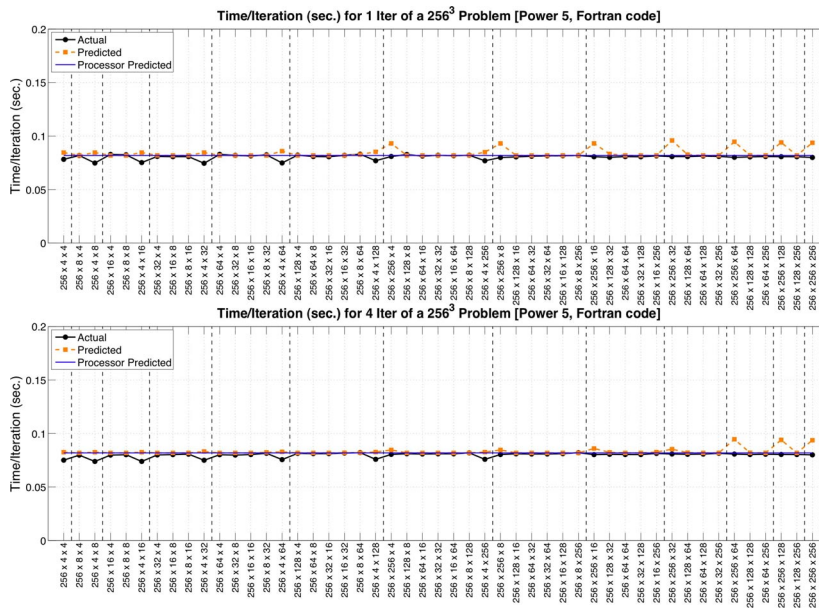 Time/Iteration (sec.) for 1 Iter of a 256³ Problem [Power 5, Fortran code]
0.2
0.15
0.1
0.05
0
Time/Iteration (sec.)
Actual
Predicted
Processor Predicted
256 x 4 x 4
256 x 8 x 4
256 x 4 x 8
256 x 16 x 4
256 x 8 x 8
256 x 4 x 16
256 x 32 x 4
256 x 16 x 8
256 x 8 x 16
256 x 4 x 32
256 x 64 x 4
256 x 32 x 8
256 x 16 x 16
256 x 8 x 32
256 x 4 x 64
256 x 128 x 4
256 x 64 x 8
256 x 32 x 16
256 x 16 x 32
256 x 8 x 64
256 x 4 x 128
256 x 256 x 4
256 x 128 x 8
256 x 64 x 16
256 x 32 x 32
256 x 16 x 64
256 x 8 x 128
256 x 4 x 256
256 x 256 x 8
256 x 128 x 16
256 x 64 x 32
256 x 32 x 64
256 x 16 x 128
256 x 8 x 256
256 x 256 x 16
256 x 128 x 32
256 x 64 x 64
256 x 32 x 128
256 x 16 x 256
256 x 256 x 32
256 x 128 x 64
256 x 64 x 128
256 x 32 x 256
256 x 256 x 64
256 x 128 x 128
256 x 64 x 256
256 x 256 x 128
256 x 128 x 256
256 x 256 x 256
Time/Iteration (sec.) for 4 Iter of a 256³ Problem [Power 5, Fortran code]
0.2
0.15
0.1
0.05
0
Time/Iteration (sec.)
Actual
Predicted
Processor Predicted
256 x 4 x 4
256 x 8 x 4
256 x 4 x 8
256 x 16 x 4
256 x 8 x 8
256 x 4 x 16
256 x 32 x 4
256 x 16 x 8
256 x 8 x 16
256 x 4 x 32
256 x 64 x 4
256 x 32 x 8
256 x 16 x 16
256 x 8 x 32
256 x 4 x 64
256 x 128 x 4
256 x 64 x 8
256 x 32 x 16
256 x 16 x 32
256 x 8 x 64
256 x 4 x 128
256 x 256 x 4
256 x 128 x 8
256 x 64 x 16
256 x 32 x 32
256 x 16 x 64
256 x 8 x 128
256 x 4 x 256
256 x 256 x 8
256 x 128 x 16
256 x 64 x 32
256 x 32 x 64
256 x 16 x 128
256 x 8 x 256
256 x 256 x 16
256 x 128 x 32
256 x 64 x 64
256 x 32 x 128
256 x 16 x 256
256 x 256 x 32
256 x 128 x 64
256 x 64 x 128
256 x 32 x 256
256 x 256 x 64
256 x 128 x 128
256 x 64 x 256
256 x 256 x 128
256 x 128 x 256
256 x 256 x 256